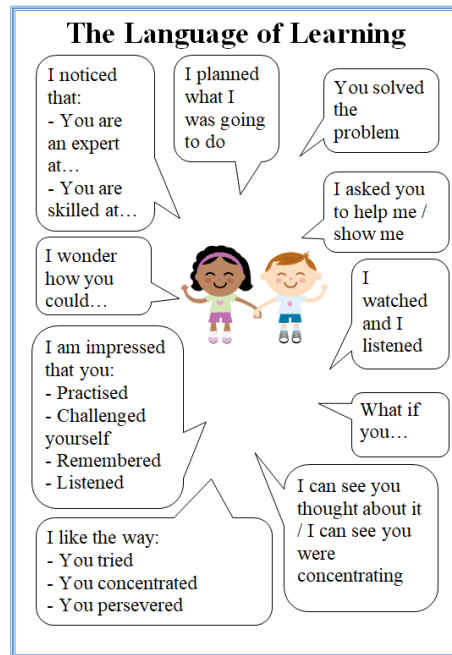 The Language of Learning
I noticed
that:
- You are
an expert
at…
- You are
skilled at…
I planned
what I
was going
to do
You solved
the
problem
I asked you
to help me /
show me
I wonder
how you
could…
I
watched
and I
listened
I am impressed
that you:
- Practised
- Challenged
yourself
- Remembered
- Listened
What if
you…
I can see you
thought about it
/ I can see you
were
concentrating
I like the way:
- You tried
- You concentrated
- You persevered